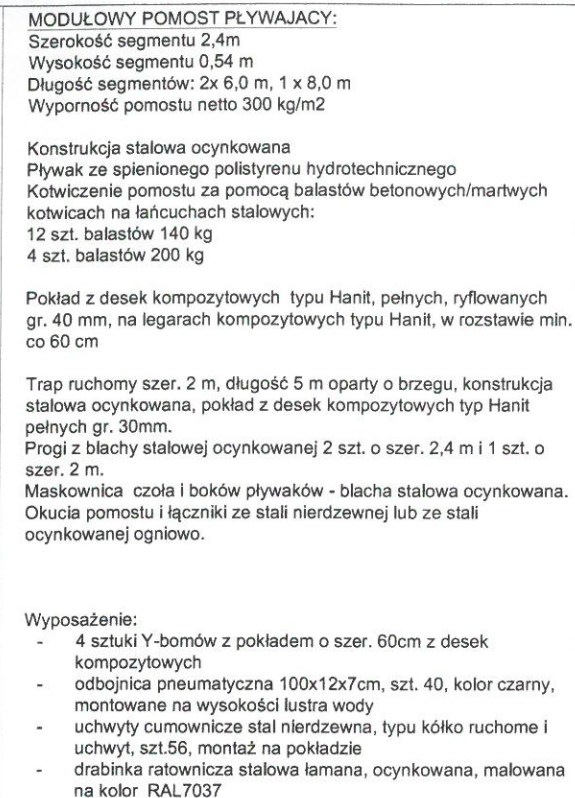 MODUŁOWY POMOST PŁYWAJACY:
Szerokość segmentu 2,4m
Wysokość segmentu 0,54 m
Długość segmentów: 2x 6,0 m, 1 x 8,0 m
Wyporność pomostu netto 300 kg/m2
Konstrukcja stalowa ocynkowana
Pływak ze spienionego polistyrenu hydrotechnicznego
Kotwiczenie pomostu za pomocą balastów betonowych/martwych
kotwicach na łańcuchach stalowych:
12 szt. balastów 140 kg
4 szt. balastów 200 kg
Pokład z desek kompozytowych typu Hanit, pełnych, ryflowanych
gr. 40 mm, na legarach kompozytowych typu Hanit, w rozstawie min.
co 60 cm
Trap ruchomy szer. 2 m, długość 5 m oparty o brzegu, konstrukcja
stalowa ocynkowana, pokład z desek kompozytowych typ Hanit
pełnych gr. 30mm.
Progi z blachy stalowej ocynkowanej 2 szt. o szer. 2,4 m i 1 szt. o
szer. 2 m.
Maskownica czoła i boków pływaków - blacha stalowa ocynkowana.
Okucia pomostu i łączniki ze stali nierdzewnej lub ze stali
ocynkowanej ogniowo.
Wyposażenie:
- 4 sztuki Y-bomów z pokładem o szer. 60cm z desek
kompozytowych
- odbojnica pneumatyczna 100x12x7cm, szt. 40, kolor czarny,
montowane na wysokości lustra wody
- uchwyty cumownicze stal nierdzewna, typu kółko ruchome i
uchwyt, szt.56, montaż na pokładzie
- drabinka ratownicza stalowa łamana, ocynkowana, malowana
na kolor RAL7037